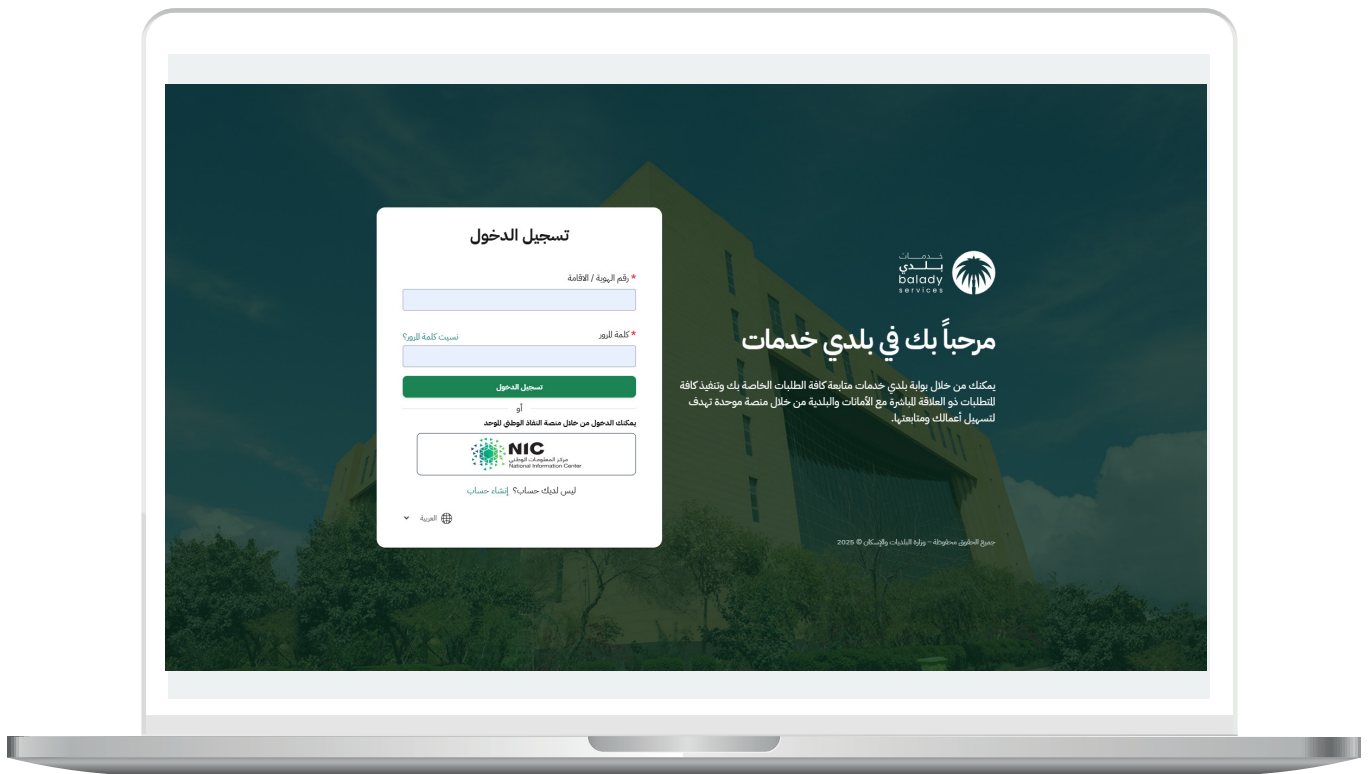 خدمات
بلدي
balady
services
مرحباً بك في بلدي خدمات
يمكنك من خلال بوابة بلدي خدمات متابعة كافة الطلبات الخاصة بك وتنفيذ كافة
المتطلبات ذو العلاقة المباشرة مع الأمانات والبلدية من خلال منصة موحدة تهدف
لتسهيل أعمالك ومتابعتها.
جميع الحقوق محفوظة – وزارة البلديات والإسكان © 2025
تسجيل الدخول
* رقم الهوية / الاقامة
* كلمة المرور
نسيت كلمة المرور؟
تسجيل الدخول
أو
يمكنك الدخول من خلال منصة النفاذ الوطني الموحد
NIC
مركز المعلومات الوطني
National Information Center
ليس لديك حساب؟ إنشاء حساب
العربية